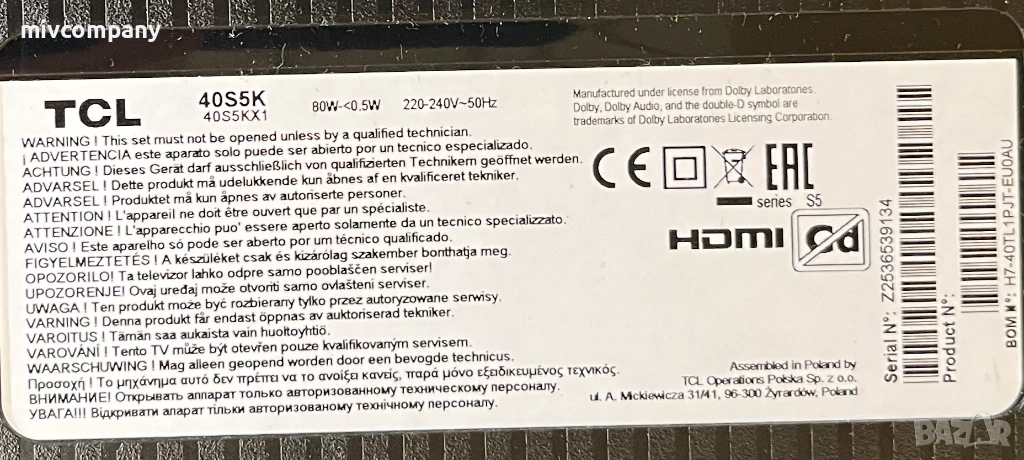 mivcompany
TCL
40S5K
40S5KX1
80W-<0.5W
220-240V~50Hz
Manufactured under license from Dolby Laboratories.
Dolby, Dolby Audio, and the double-D symbol are
trademarks of Dolby Laboratories Licensing Corporation.
WARNING ! This set must not be opened unless by a qualified technician.
¡ ADVERTENCIA este aparato solo puede ser abierto por un tecnico especializado.
ACHTUNG ! Dieses Gerät darf ausschließlich von qualifizierten Technikern geöffnet werden.
ADVARSEL ! Dette produkt må udelukkende kun åbnes af en kvalificeret tekniker.
ADVARSEL ! Produktet må kun åpnes av autoriserte personer.
ATTENTION ! L'appareil ne doit être ouvert que par un spécialiste.
ATTENZIONE ! L'apparecchio puo' essere aperto solamente da un tecnico specializzato.
AVISO ! Este aparelho só pode ser aberto por um técnico qualificado.
FIGYELMEZTETÉS ! A készüléket csak és kizárólag szakember bonthatja meg.
OPOZORILO! Ta televizor lahko odpre samo pooblaščen serviser!
UPOZORENJE! Ovaj uređaj može otvoriti samo ovlašteni serviser.
UWAGA ! Ten produkt może być rozbierany tylko przez autoryzowane serwisy.
VARNING ! Denna produkt får endast öppnas av auktoriserad tekniker.
VAROITUS ! Tämän saa aukaista vain huoltoyhtiö.
VAROVÁNÍ ! Tento TV může být otevřen pouze kvalifikovaným servisem.
WAARSCHUWING ! Mag alleen geopend worden door een bevogde technicus.
Προσοχή ! Το μηχάνημα αυτό δεν πρέπει να το ανοίξει κανείς, παρά μόνο εξειδικευμένος τεχνικός.
ВНИМАНИЕ! Открывать аппарат только авторизованному техническому персоналу.
УВАГА!!! Відкривати апарат тільки авторизованному технічному персоналу.
CE
EAC
series S5
HDMI
Cd
Assembled in Poland by
TCL Operations Polska Sp. z o.o.
ul. A. Mickiewicza 31/41, 96-300 Żyrardów, Poland
Serial N°: Z2536539134
Product N°:
BOM N°: H7-40TL1PJT-EU0AU
BAZAR